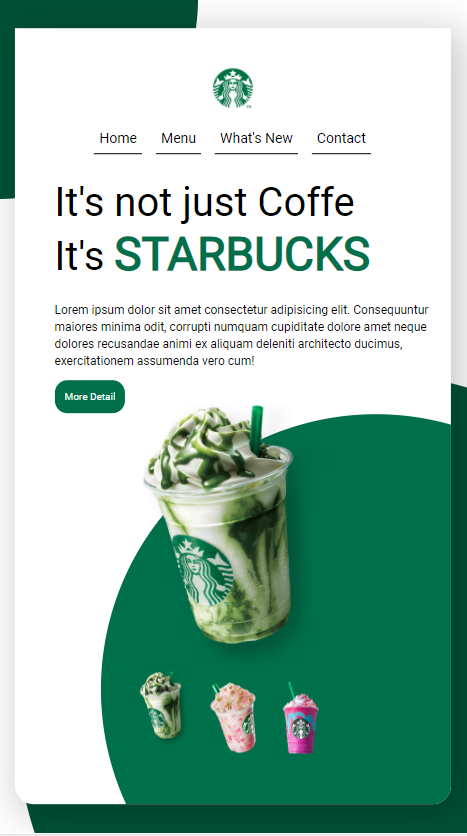 Home Menu What's New Contact
It's not just Coffe
It's STARBUCKS
Lorem ipsum dolor sit amet consectetur adipisicing elit. Consequuntur
maiores minima odit, corrupti numquam cupiditate dolore amet neque
dolores recusandae animi ex aliquam deleniti architecto ducimus,
exercitationem assumenda vero cum!
More Detail